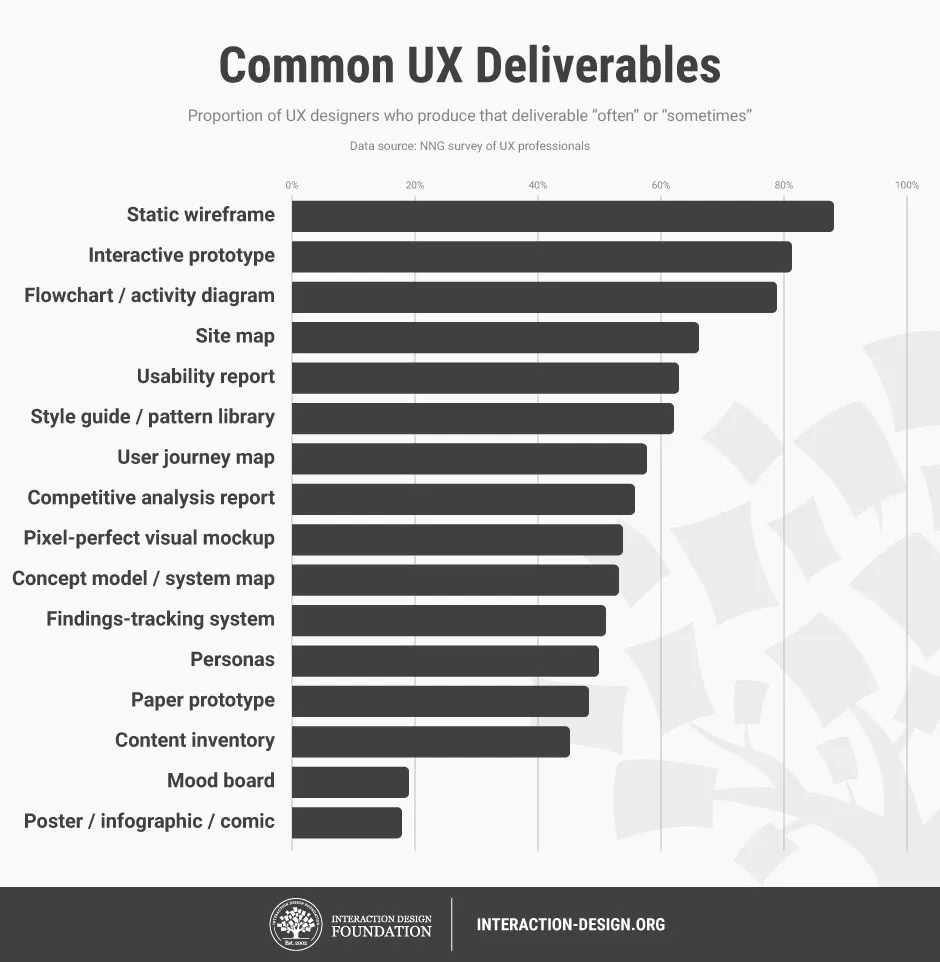 Common UX Deliverables
Proportion of UX designers who produce that deliverable “often” or “sometimes”
Data source: NNG survey of UX professionals
0% 20% 40% 60% 80% 100%
Static wireframe
Interactive prototype
Flowchart / activity diagram
Site map
Usability report
Style guide / pattern library
User journey map
Competitive analysis report
Pixel-perfect visual mockup
Concept model / system map
Findings-tracking system
Personas
Paper prototype
Content inventory
Mood board
Poster / infographic / comic
INTERACTION DESIGN FOUNDATION
Est. 2002
INTERACTION DESIGN
FOUNDATION
INTERACTION-DESIGN.ORG